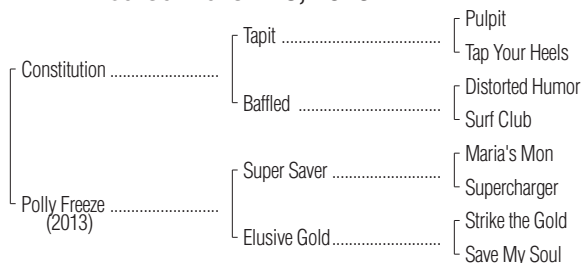 Pulpit
Tapit
Tap Your Heels
Constitution
Distorted Humor
Baffled
Surf Club
Maria's Mon
Super Saver
Supercharger
Polly Freeze
(2013)
Strike the Gold
Elusive Gold
Save My Soul